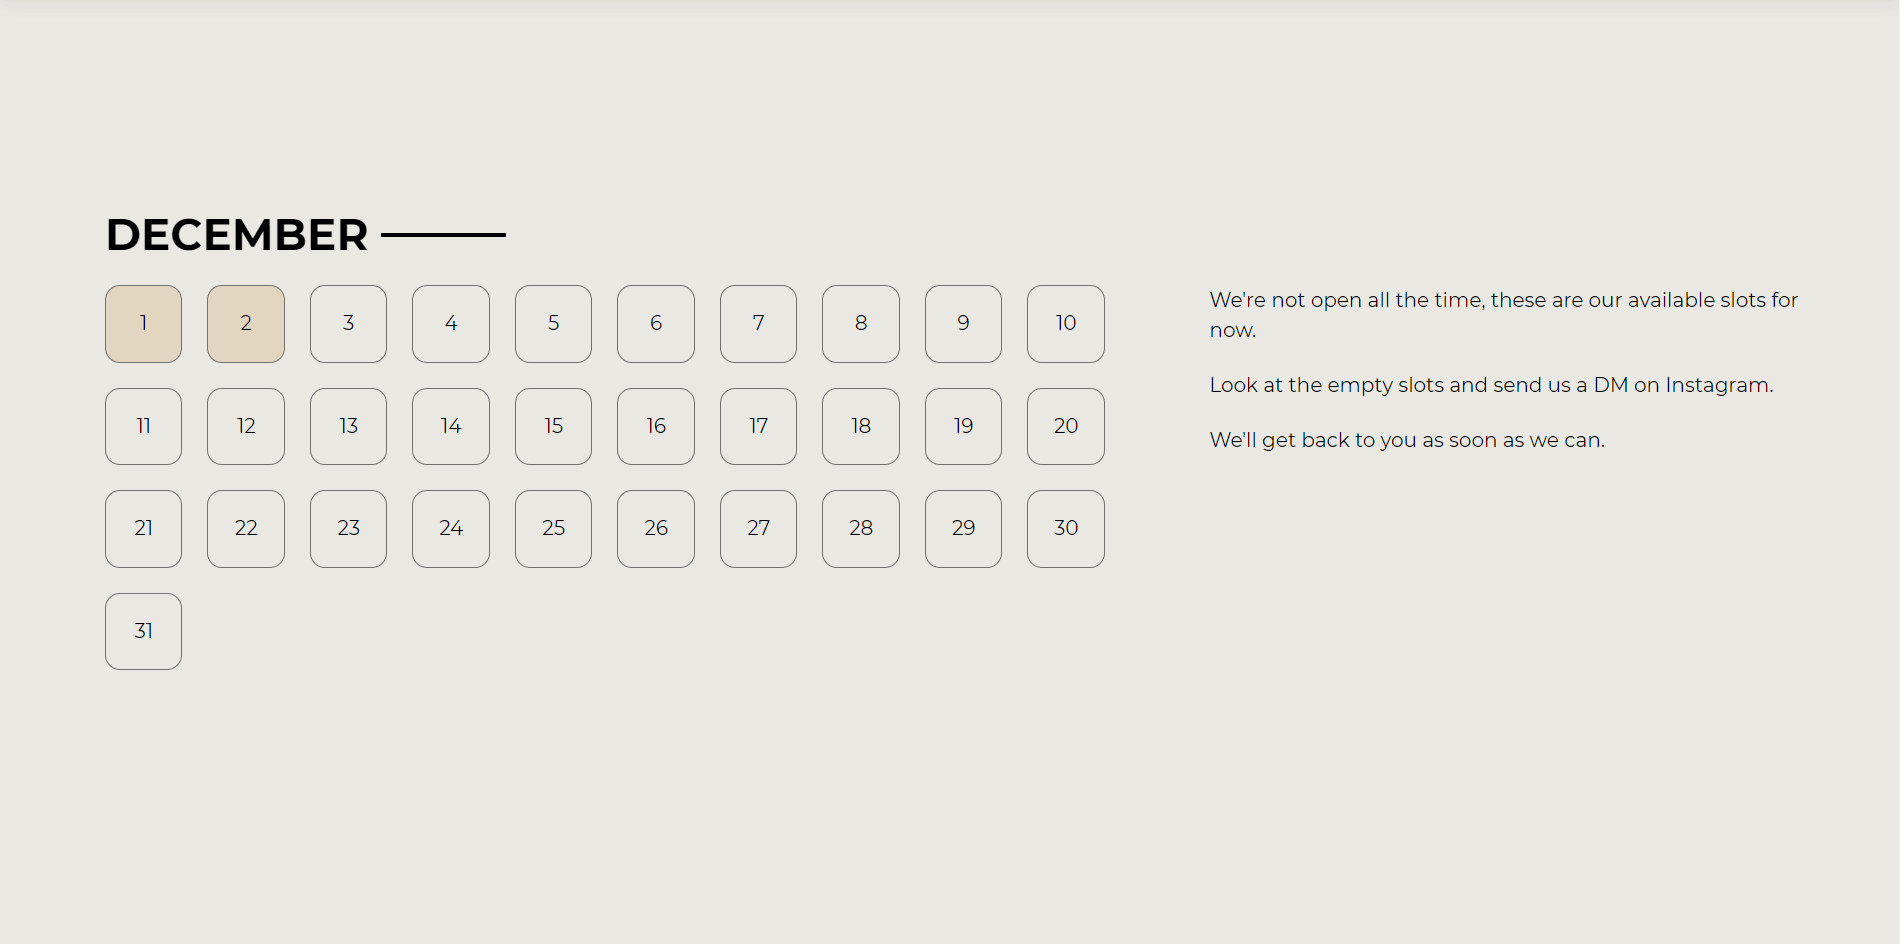 DECEMBER
1 2 3 4 5 6 7 8 9 10
11 12 13 14 15 16 17 18 19 20
21 22 23 24 25 26 27 28 29 30
31
We're not open all the time, these are our available slots for
now.
Look at the empty slots and send us a DM on Instagram.
We'll get back to you as soon as we can.